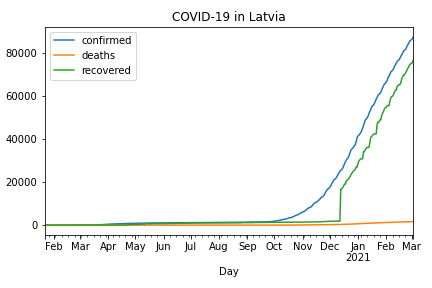 COVID-19 in Latvia
confirmed
deaths
recovered
80000
60000
40000
20000
0
Feb Mar Apr May Jun Jul Aug Sep Oct Nov Dec Jan Feb Mar
2021
Day